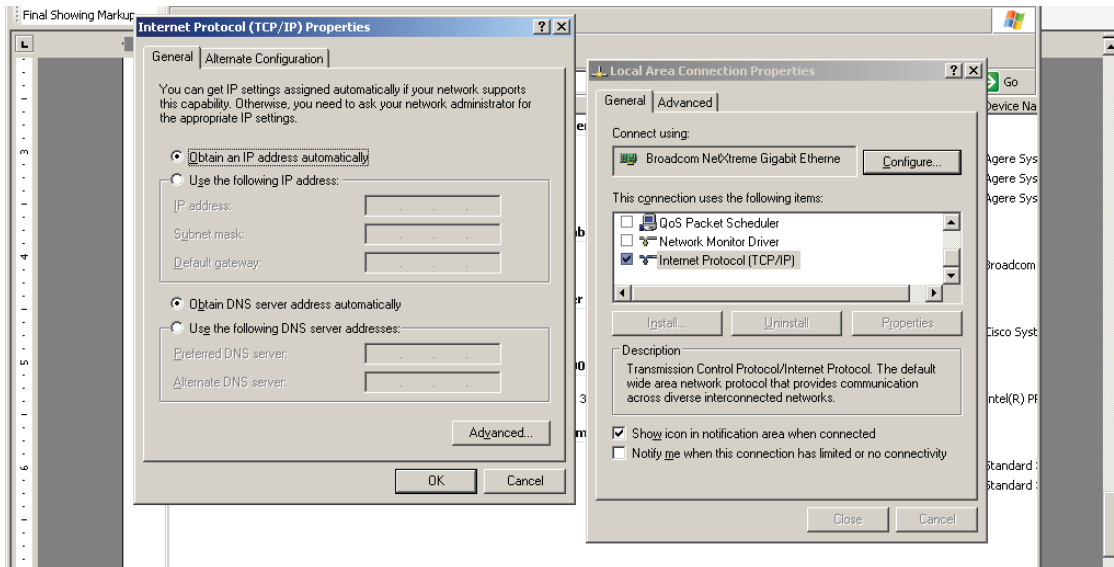 Final Showing Markup
Internet Protocol (TCP/IP) Properties
General
Alternate Configuration
You can get IP settings assigned automatically if your network supports
this capability. Otherwise, you need to ask your network administrator for
the appropriate IP settings.
Obtain an IP address automatically
Use the following IP address:
IP address:
Subnet mask:
Default gateway:
Obtain DNS server address automatically
Use the following DNS server addresses:
Preferred DNS server:
Alternate DNS server:
Advanced...
OK
Cancel
Local Area Connection Properties
General
Advanced
Connect using:
Broadcom NetXtreme Gigabit Etherne
Configure...
This connection uses the following items:
QoS Packet Scheduler
Network Monitor Driver
Internet Protocol (TCP/IP)
Install...
Uninstall
Properties
Description
Transmission Control Protocol/Internet Protocol. The default
wide area network protocol that provides communication
across diverse interconnected networks.
Show icon in notification area when connected
Notify me when this connection has limited or no connectivity
Close
Cancel
Go
Device Na
Agere Sys
Agere Sys
Agere Sys
Broadcom
Cisco Syst
Intel(R) PR
Standard
Standard
3
4
5
6